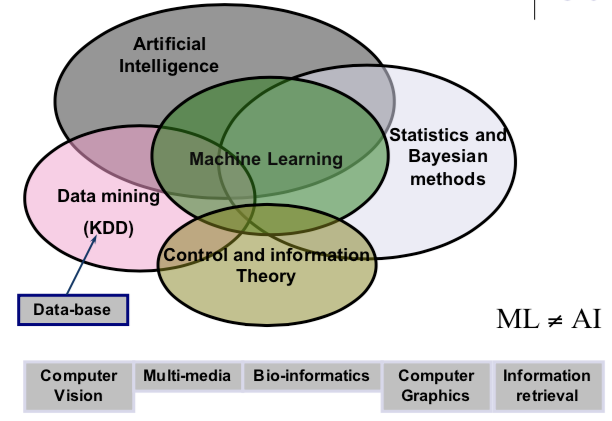 Artificial
Intelligence
Statistics and
Bayesian
methods
Machine Learning
Data mining
(KDD)
Control and information
Theory
Data-base
ML ≠ AI
Computer
Vision
Multi-media
Bio-informatics
Computer
Graphics
Information
retrieval